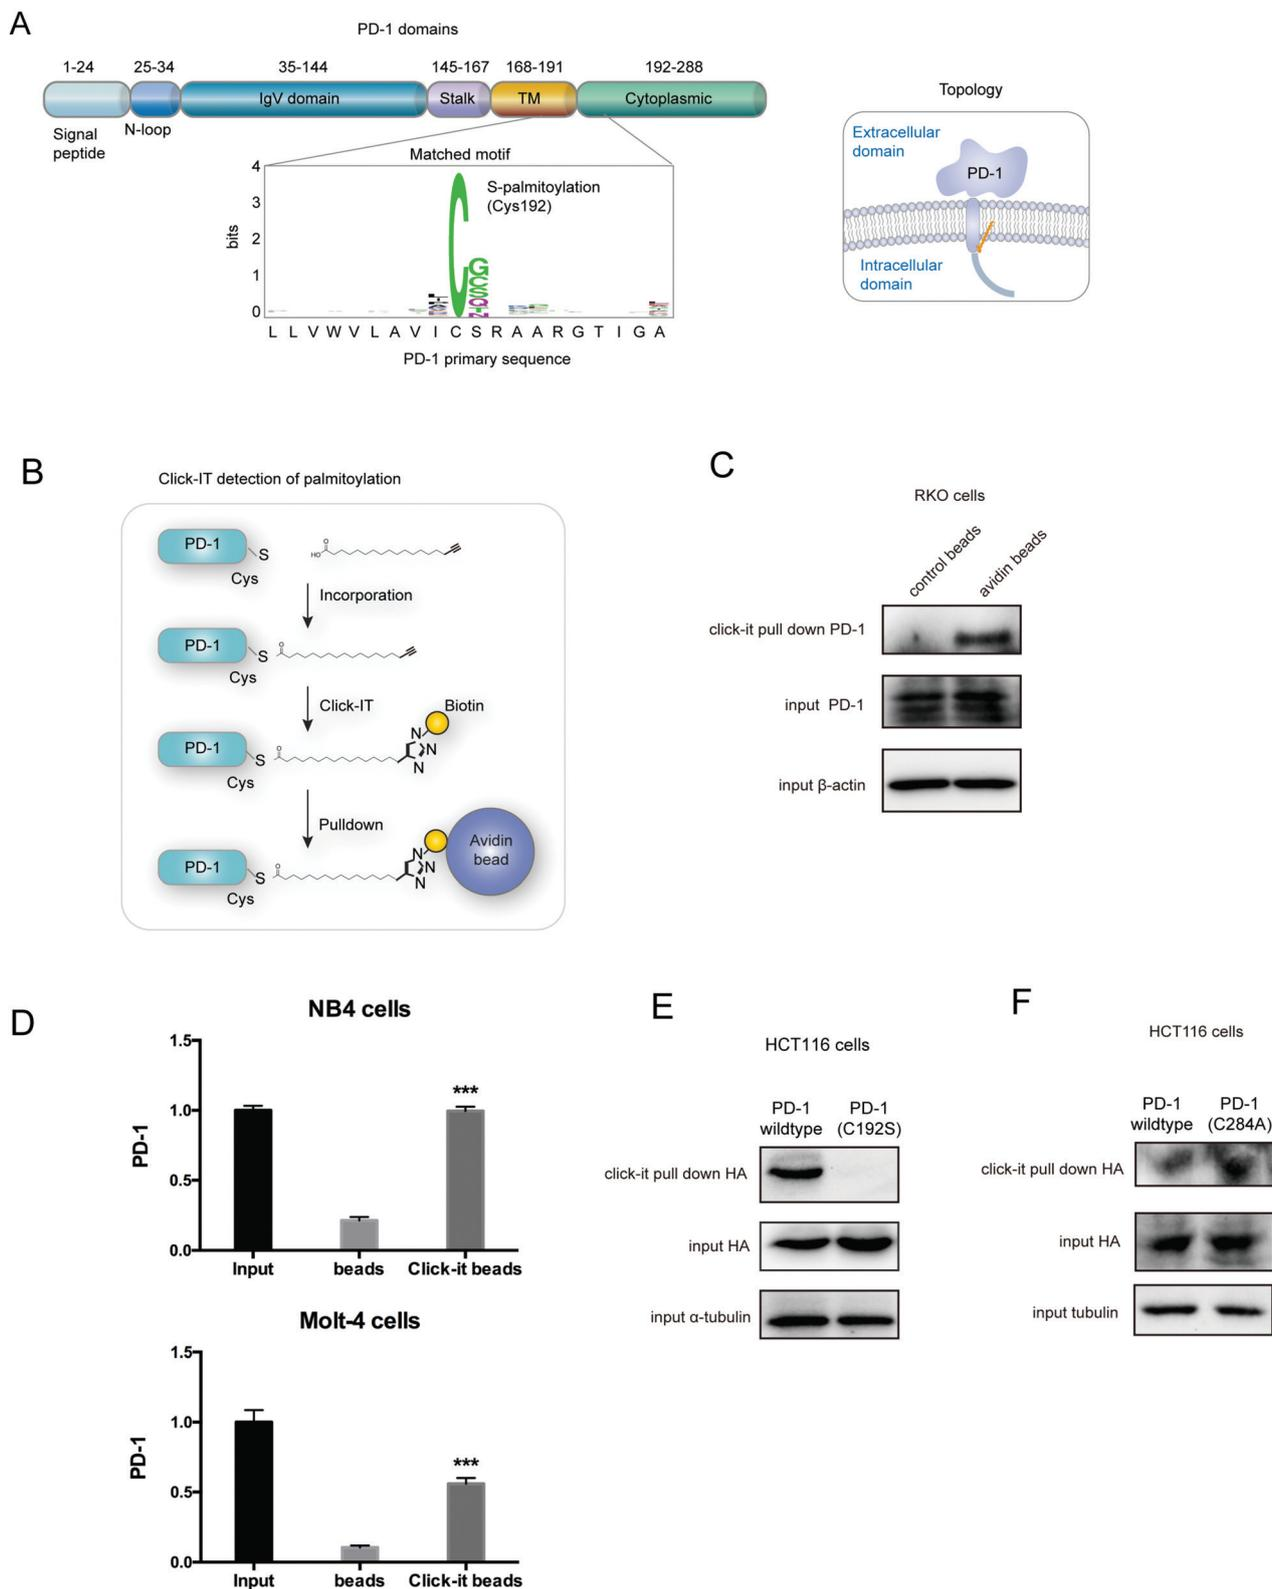 A
PD-1 domains
1-24 25-34 35-144 145-167 168-191 192-288
IgV domain Stalk TM Cytoplasmic
Signal
peptide
N-loop
Matched motif
4
3
2
1
0
bits
S-palmitoylation
(Cys192)
C
L L V W V L A V I C S R A A R G T I G A
PD-1 primary sequence
Topology
Extracellular
domain
PD-1
Intracellular
domain
B
Click-IT detection of palmitoylation
PD-1
S
Cys
HO
O
Incorporation
PD-1
S
Cys
O
Click-IT
Biotin
PD-1
S
Cys
O
N
N
N
Pulldown
PD-1
S
Cys
O
N
N
N
Avidin
bead
C
RKO cells
control beads
avidin beads
click-it pull down PD-1
input PD-1
input β-actin
D
NB4 cells
1.5
1.0
0.5
0.0
PD-1
***
Input beads Click-it beads
Molt-4 cells
1.5
1.0
0.5
0.0
PD-1
***
Input beads Click-it beads
E
HCT116 cells
PD-1 PD-1
wildtype (C192S)
click-it pull down HA
input HA
input α-tubulin
F
HCT116 cells
PD-1 PD-1
wildtype (C284A)
click-it pull down HA
input HA
input tubulin